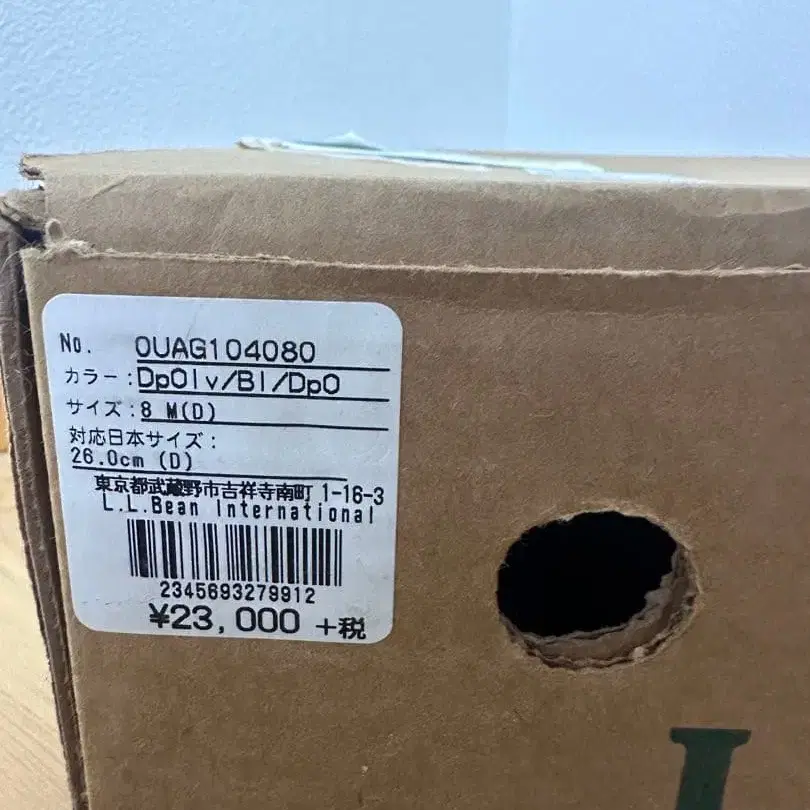 No. 0UAG104080
カラー:DpOlv/Bl/DpO
サイズ:8 M(D)
対応日本サイズ:
26.0cm (D)
東京都武蔵野市吉祥寺南町 1-16-3
L.L.Bean International
2345693279912
¥23,000 +税
L